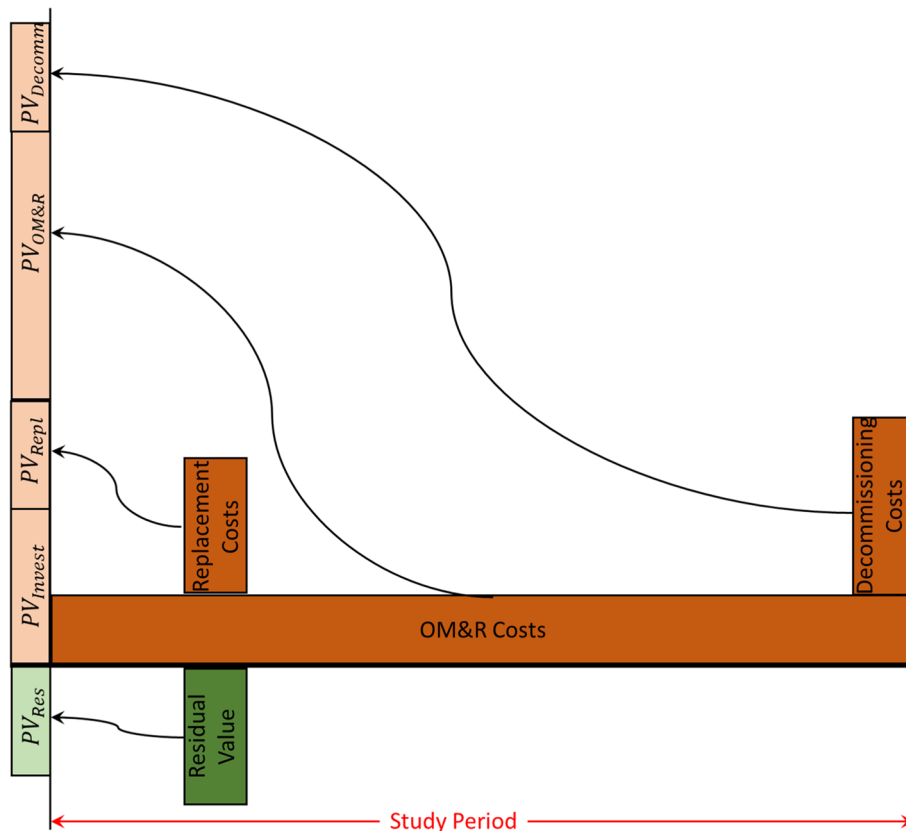 PV_Decomm
PV_OM&R
PV_Repl
PV_Invest
PV_Res
Replacement
Costs
Decommissioning
Costs
OM&R Costs
Residual
Value
Study Period